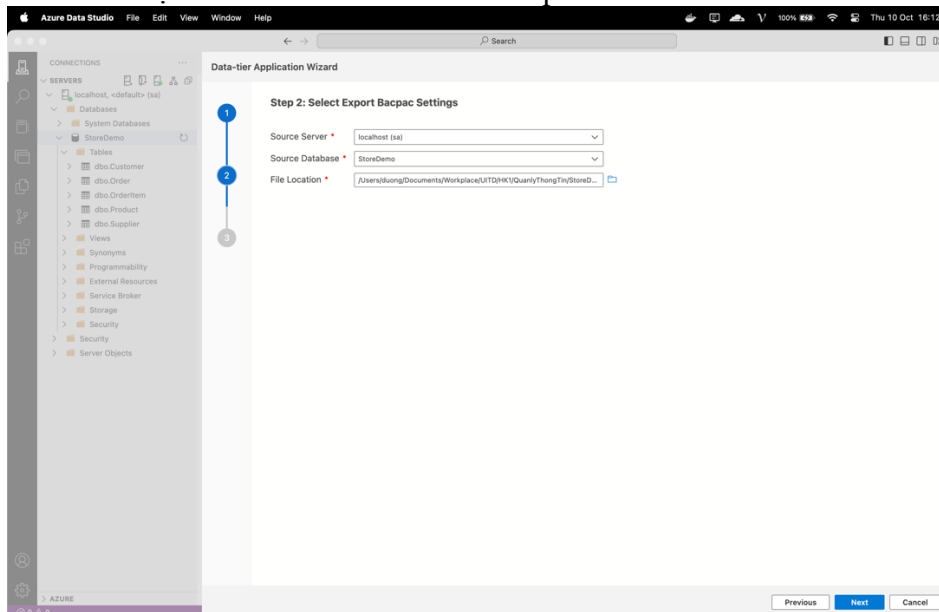 Azure Data Studio File Edit View Window Help 100% Thu 10 Oct 16:12
Search
CONNECTIONS
Data-tier Application Wizard
SERVERS
localhost, <default> (sa)
Databases
System Databases
StoreDemo
Tables
dbo.Customer
dbo.Order
dbo.OrderItem
dbo.Product
dbo.Supplier
Views
Synonyms
Programmability
External Resources
Service Broker
Storage
Security
Security
Server Objects
1
2
3
Step 2: Select Export Bacpac Settings
Source Server * localhost (sa)
Source Database * StoreDemo
File Location * /Users/duong/Documents/Workplace/UITD/HK1/QuanlyThongTin/StoreD...
AZURE
Previous Next Cancel